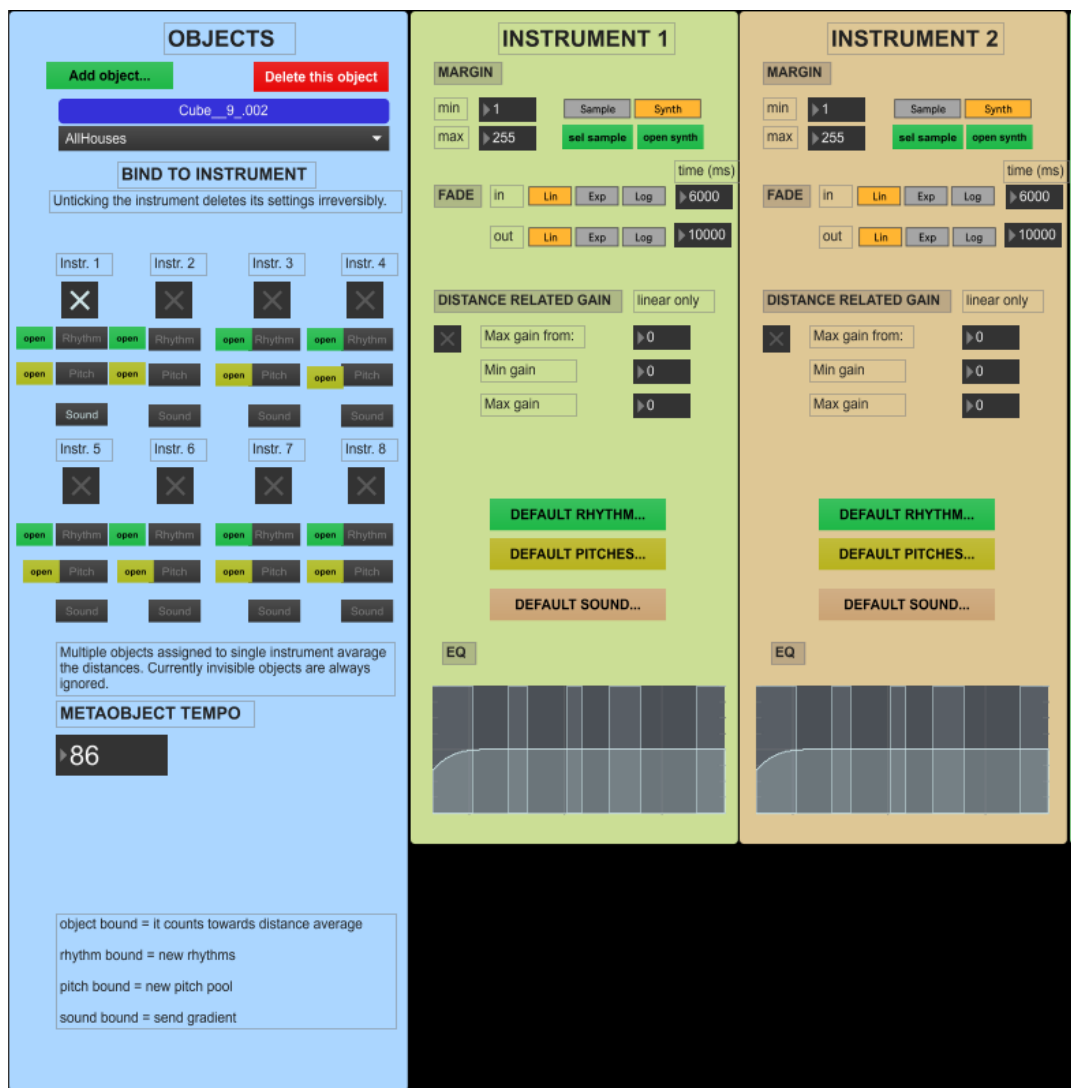 OBJECTS
Add object...
Delete this object
Cube__9_.002
AllHouses
BIND TO INSTRUMENT
Unticking the instrument deletes its settings irreversibly.
Instr. 1 Instr. 2 Instr. 3 Instr. 4
open Rhythm open Rhythm open Rhythm open Rhythm
open Pitch open Pitch open Pitch open Pitch
Sound Sound Sound Sound
Instr. 5 Instr. 6 Instr. 7 Instr. 8
open Rhythm open Rhythm open Rhythm open Rhythm
open Pitch open Pitch open Pitch open Pitch
Sound Sound Sound Sound
Multiple objects assigned to single instrument avarage
the distances. Currently invisible objects are always
ignored.
METAOBJECT TEMPO
86
object bound = it counts towards distance average
rhythm bound = new rhythms
pitch bound = new pitch pool
sound bound = send gradient
INSTRUMENT 1
MARGIN
min 1 Sample Synth
max 255 sel sample open synth
time (ms)
FADE in Lin Exp Log 6000
out Lin Exp Log 10000
DISTANCE RELATED GAIN linear only
Max gain from: 0
Min gain 0
Max gain 0
DEFAULT RHYTHM...
DEFAULT PITCHES...
DEFAULT SOUND...
EQ
INSTRUMENT 2
MARGIN
min 1 Sample Synth
max 255 sel sample open synth
time (ms)
FADE in Lin Exp Log 6000
out Lin Exp Log 10000
DISTANCE RELATED GAIN linear only
Max gain from: 0
Min gain 0
Max gain 0
DEFAULT RHYTHM...
DEFAULT PITCHES...
DEFAULT SOUND...
EQ